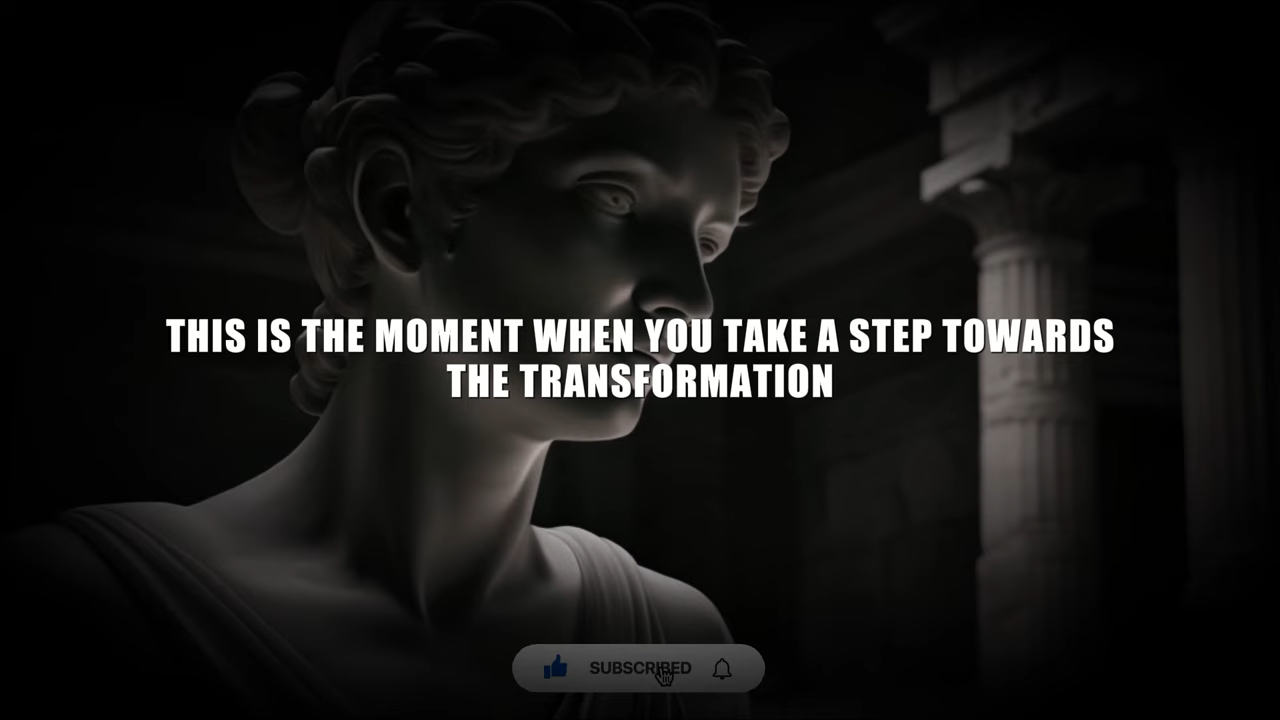 THIS IS THE MOMENT WHEN YOU TAKE A STEP TOWARDS
THE TRANSFORMATION
SUBSCRIBED